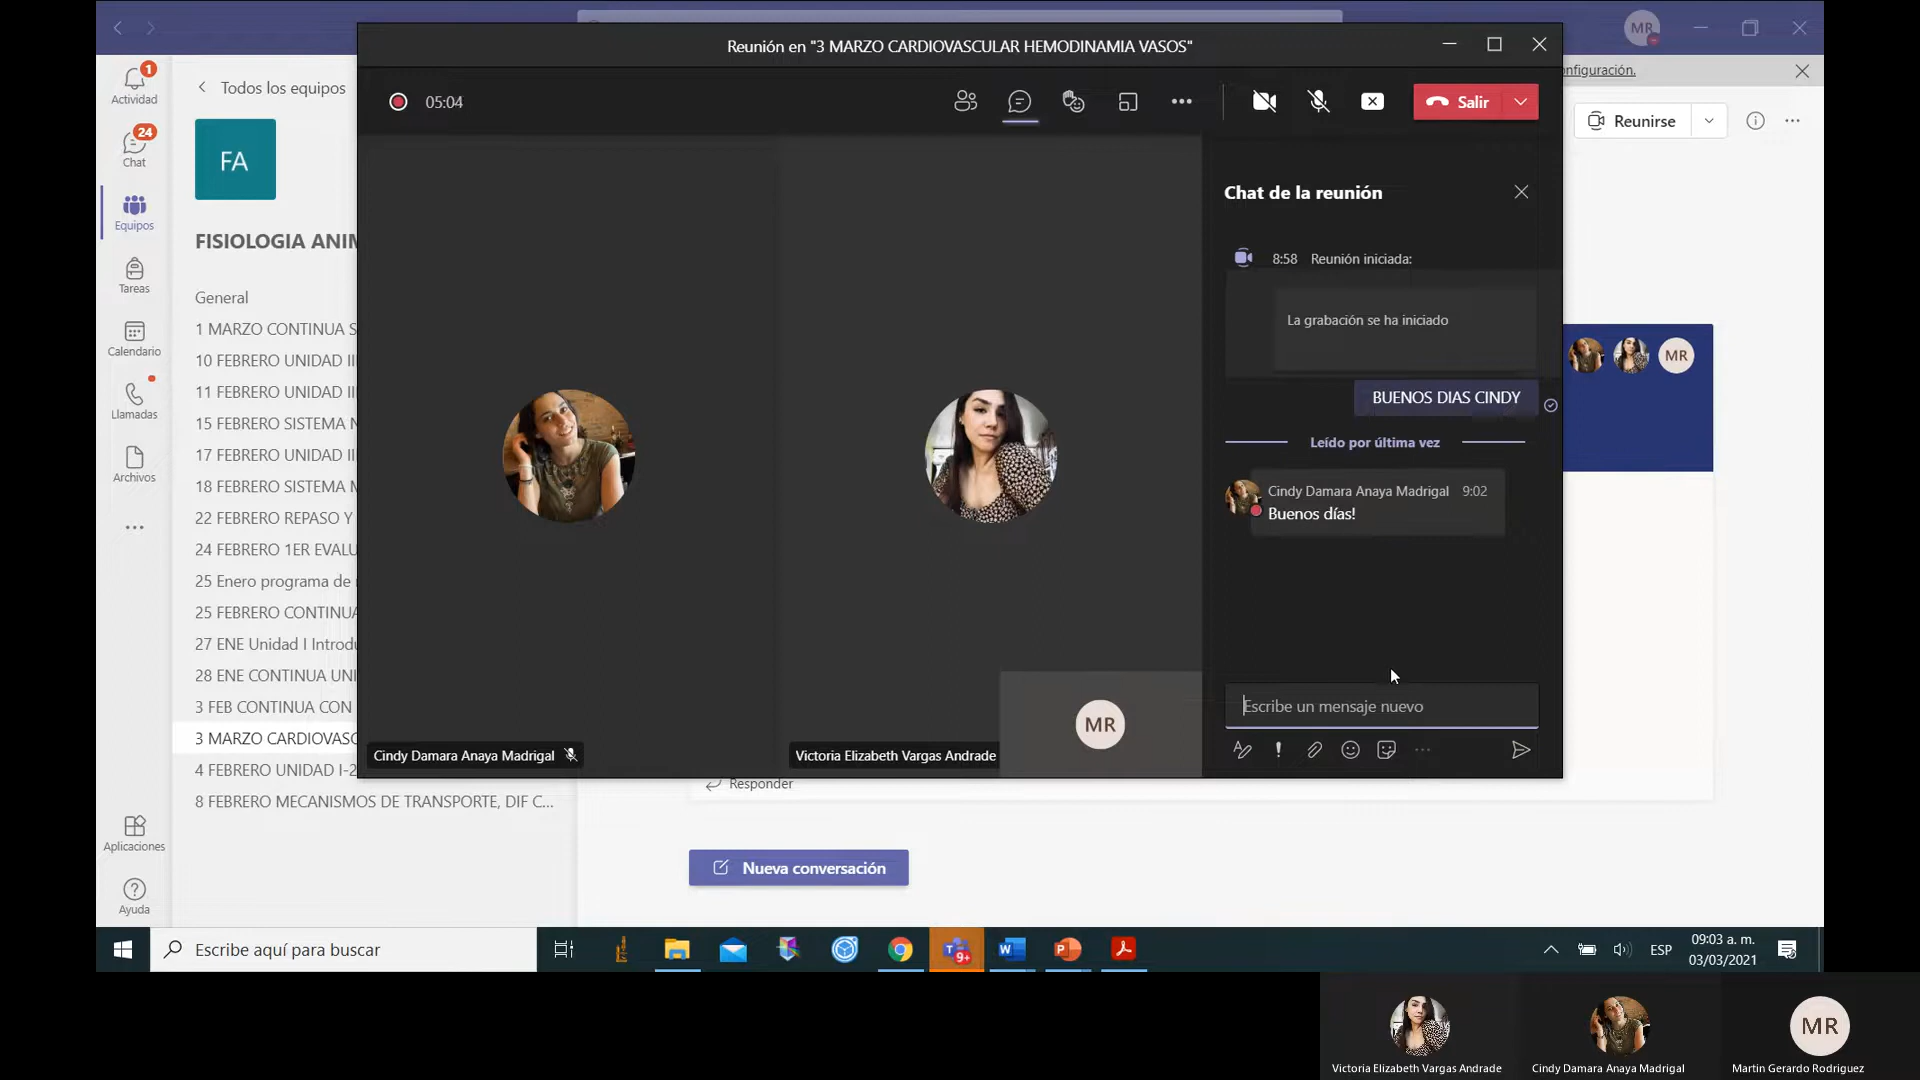 MR
Reunión en "3 MARZO CARDIOVASCULAR HEMODINAMIA VASOS"
nfiguración.
1
Actividad
Todos los equipos
05:04
Salir
Reunirse
24
Chat
FA
Chat de la reunión
Equipos
FISIOLOGIA ANIM
8:58 Reunión iniciada:
Tareas
General
La grabación se ha iniciado
1 MARZO CONTINUA S
Calendario
10 FEBRERO UNIDAD II
MR
11 FEBRERO UNIDAD II
BUENOS DIAS CINDY
Llamadas
15 FEBRERO SISTEMA N
Leído por última vez
17 FEBRERO UNIDAD II
Archivos
18 FEBRERO SISTEMA M
Cindy Damara Anaya Madrigal 9:02
Buenos días!
22 FEBRERO REPASO Y
24 FEBRERO 1ER EVALU
25 Enero programa de
25 FEBRERO CONTINUA
27 ENE Unidad I Introdu
28 ENE CONTINUA UNI
3 FEB CONTINUA CON
Escribe un mensaje nuevo
MR
3 MARZO CARDIOVASC
Cindy Damara Anaya Madrigal
Victoria Elizabeth Vargas Andrade
4 FEBRERO UNIDAD I-2
Responder
8 FEBRERO MECANISMOS DE TRANSPORTE, DIF C...
Aplicaciones
Nueva conversación
Ayuda
Escribe aquí para buscar
9+
ESP
09:03 a. m.
03/03/2021
MR
Victoria Elizabeth Vargas Andrade
Cindy Damara Anaya Madrigal
Martin Gerardo Rodriguez